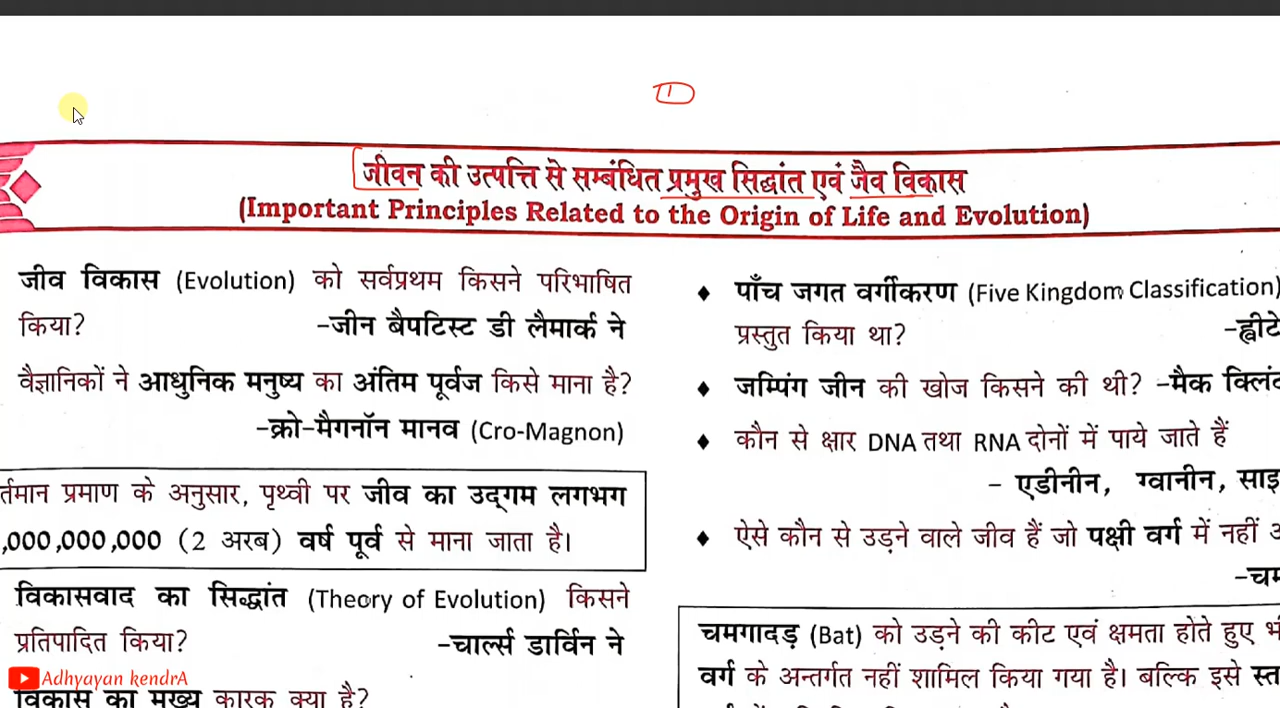 1
जीवन की उत्पत्ति से सम्बंधित प्रमुख सिद्धांत एवं जैव विकास
(Important Principles Related to the Origin of Life and Evolution)
जीव विकास (Evolution) को सर्वप्रथम किसने परिभाषित
किया? -जीन बैपटिस्ट डी लैमार्क ने
वैज्ञानिकों ने आधुनिक मनुष्य का अंतिम पूर्वज किसे माना है?
-क्रो-मैगनॉन मानव (Cro-Magnon)
र्तमान प्रमाण के अनुसार, पृथ्वी पर जीव का उद्‌गम लगभग
,000,000,000 (2 अरब) वर्ष पूर्व से माना जाता है।
विकासवाद का सिद्धांत (Theory of Evolution) किसने
प्रतिपादित किया? -चार्ल्स डार्विन ने
विकास का मुख्य कारक क्या है?
♦ पाँच जगत वर्गीकरण (Five Kingdom Classification)
प्रस्तुत किया था? -ह्वीटे
♦ जम्पिंग जीन की खोज किसने की थी? -मैक क्लिं
♦ कौन से क्षार DNA तथा RNA दोनों में पाये जाते हैं
- एडीनीन, ग्वानीन, साइ
♦ ऐसे कौन से उड़ने वाले जीव हैं जो पक्षी वर्ग में नहीं
-चम
चमगादड़ (Bat) को उड़ने की कीट एवं क्षमता होते हुए भ
वर्ग के अन्तर्गत नहीं शामिल किया गया है। बल्कि इसे स्त
Adhyayan kendrA